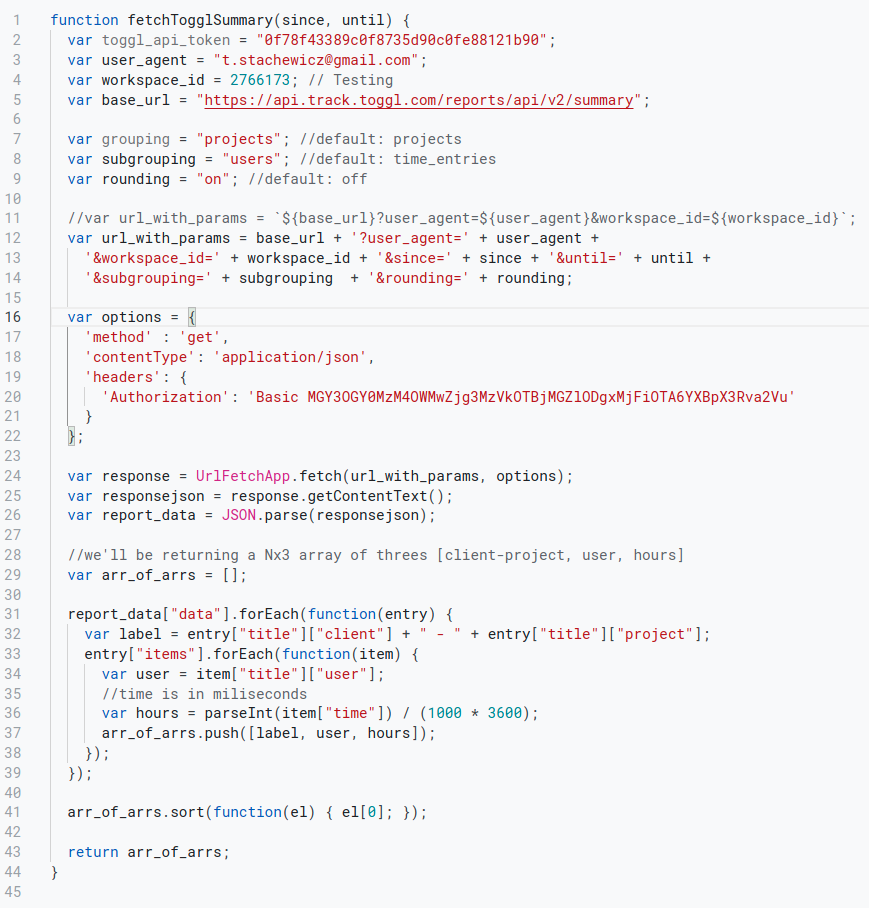 1 function fetchTogglSummary(since, until) {
2 var toggl_api_token = "0f78f43389c0f8735d90c0fe88121b90";
3 var user_agent = "t.stachewicz@gmail.com";
4 var workspace_id = 2766173; // Testing
5 var base_url = "https://api.track.toggl.com/reports/api/v2/summary";
6
7 var grouping = "projects"; //default: projects
8 var subgrouping = "users"; //default: time_entries
9 var rounding = "on"; //default: off
10
11 //var url_with_params = `${base_url}?user_agent=${user_agent}&workspace_id=${workspace_id}`;
12 var url_with_params = base_url + '?user_agent=' + user_agent +
13 '&workspace_id=' + workspace_id + '&since=' + since + '&until=' + until +
14 '&subgrouping=' + subgrouping  + '&rounding=' + rounding;
15
16 var options = {
17 'method' : 'get',
18 'contentType': 'application/json',
19 'headers': {
20 'Authorization': 'Basic MGY3OGY0MzM4OWMwZjg3MzVkOTBjMGZlODgxMjFiOTA6YXBpX3Rva2Vu'
21 }
22 };
23
24 var response = UrlFetchApp.fetch(url_with_params, options);
25 var responsejson = response.getContentText();
26 var report_data = JSON.parse(responsejson);
27
28 //we'll be returning a Nx3 array of threes [client-project, user, hours]
29 var arr_of_arrs = [];
30
31 report_data["data"].forEach(function(entry) {
32 var label = entry["title"]["client"] + " - " + entry["title"]["project"];
33 entry["items"].forEach(function(item) {
34 var user = item["title"]["user"];
35 //time is in miliseconds
36 var hours = parseInt(item["time"]) / (1000 * 3600);
37 arr_of_arrs.push([label, user, hours]);
38 });
39 });
40
41 arr_of_arrs.sort(function(el) { el[0]; });
42
43 return arr_of_arrs;
44 }
45